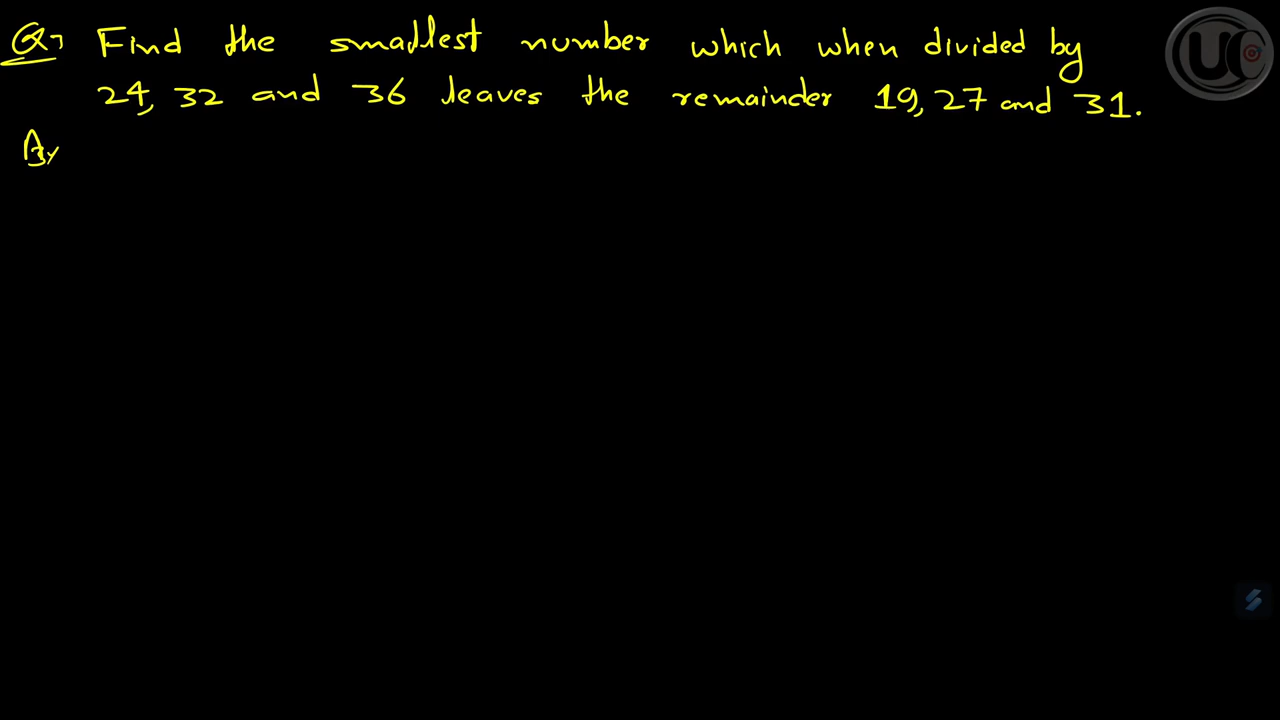 Q→ Find the smallest number which when divided by
24, 32 and 36 leaves the remainder 19, 27 and 31.
UC